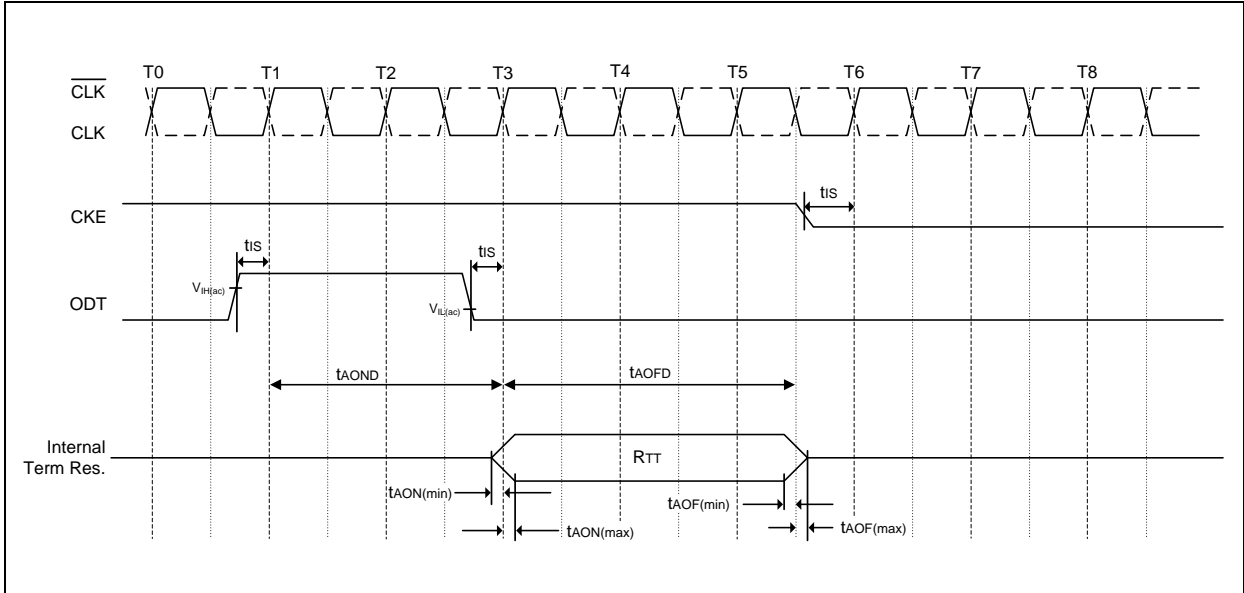 T0 T1 T2 T3 T4 T5 T6 T7 T8
CLK
CLK
tIS
CKE
tIS
tIS
VIH(ac)
ODT
VIL(ac)
tAOND
tAOFD
Internal
Term Res.
RTT
tAON(min)
tAOF(min)
tAON(max)
tAOF(max)